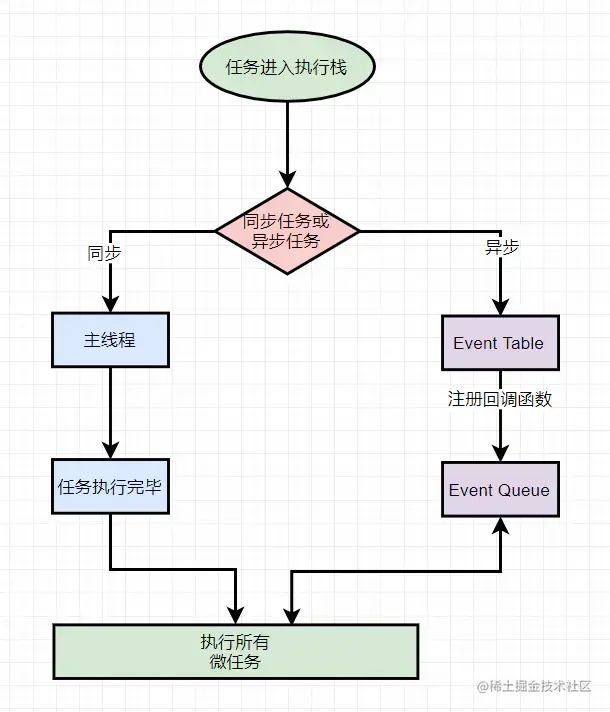 任务进入执行栈
同步任务或
异步任务
同步
异步
主线程
Event Table
注册回调函数
任务执行完毕
Event Queue
执行所有
微任务
@稀土掘金技术社区